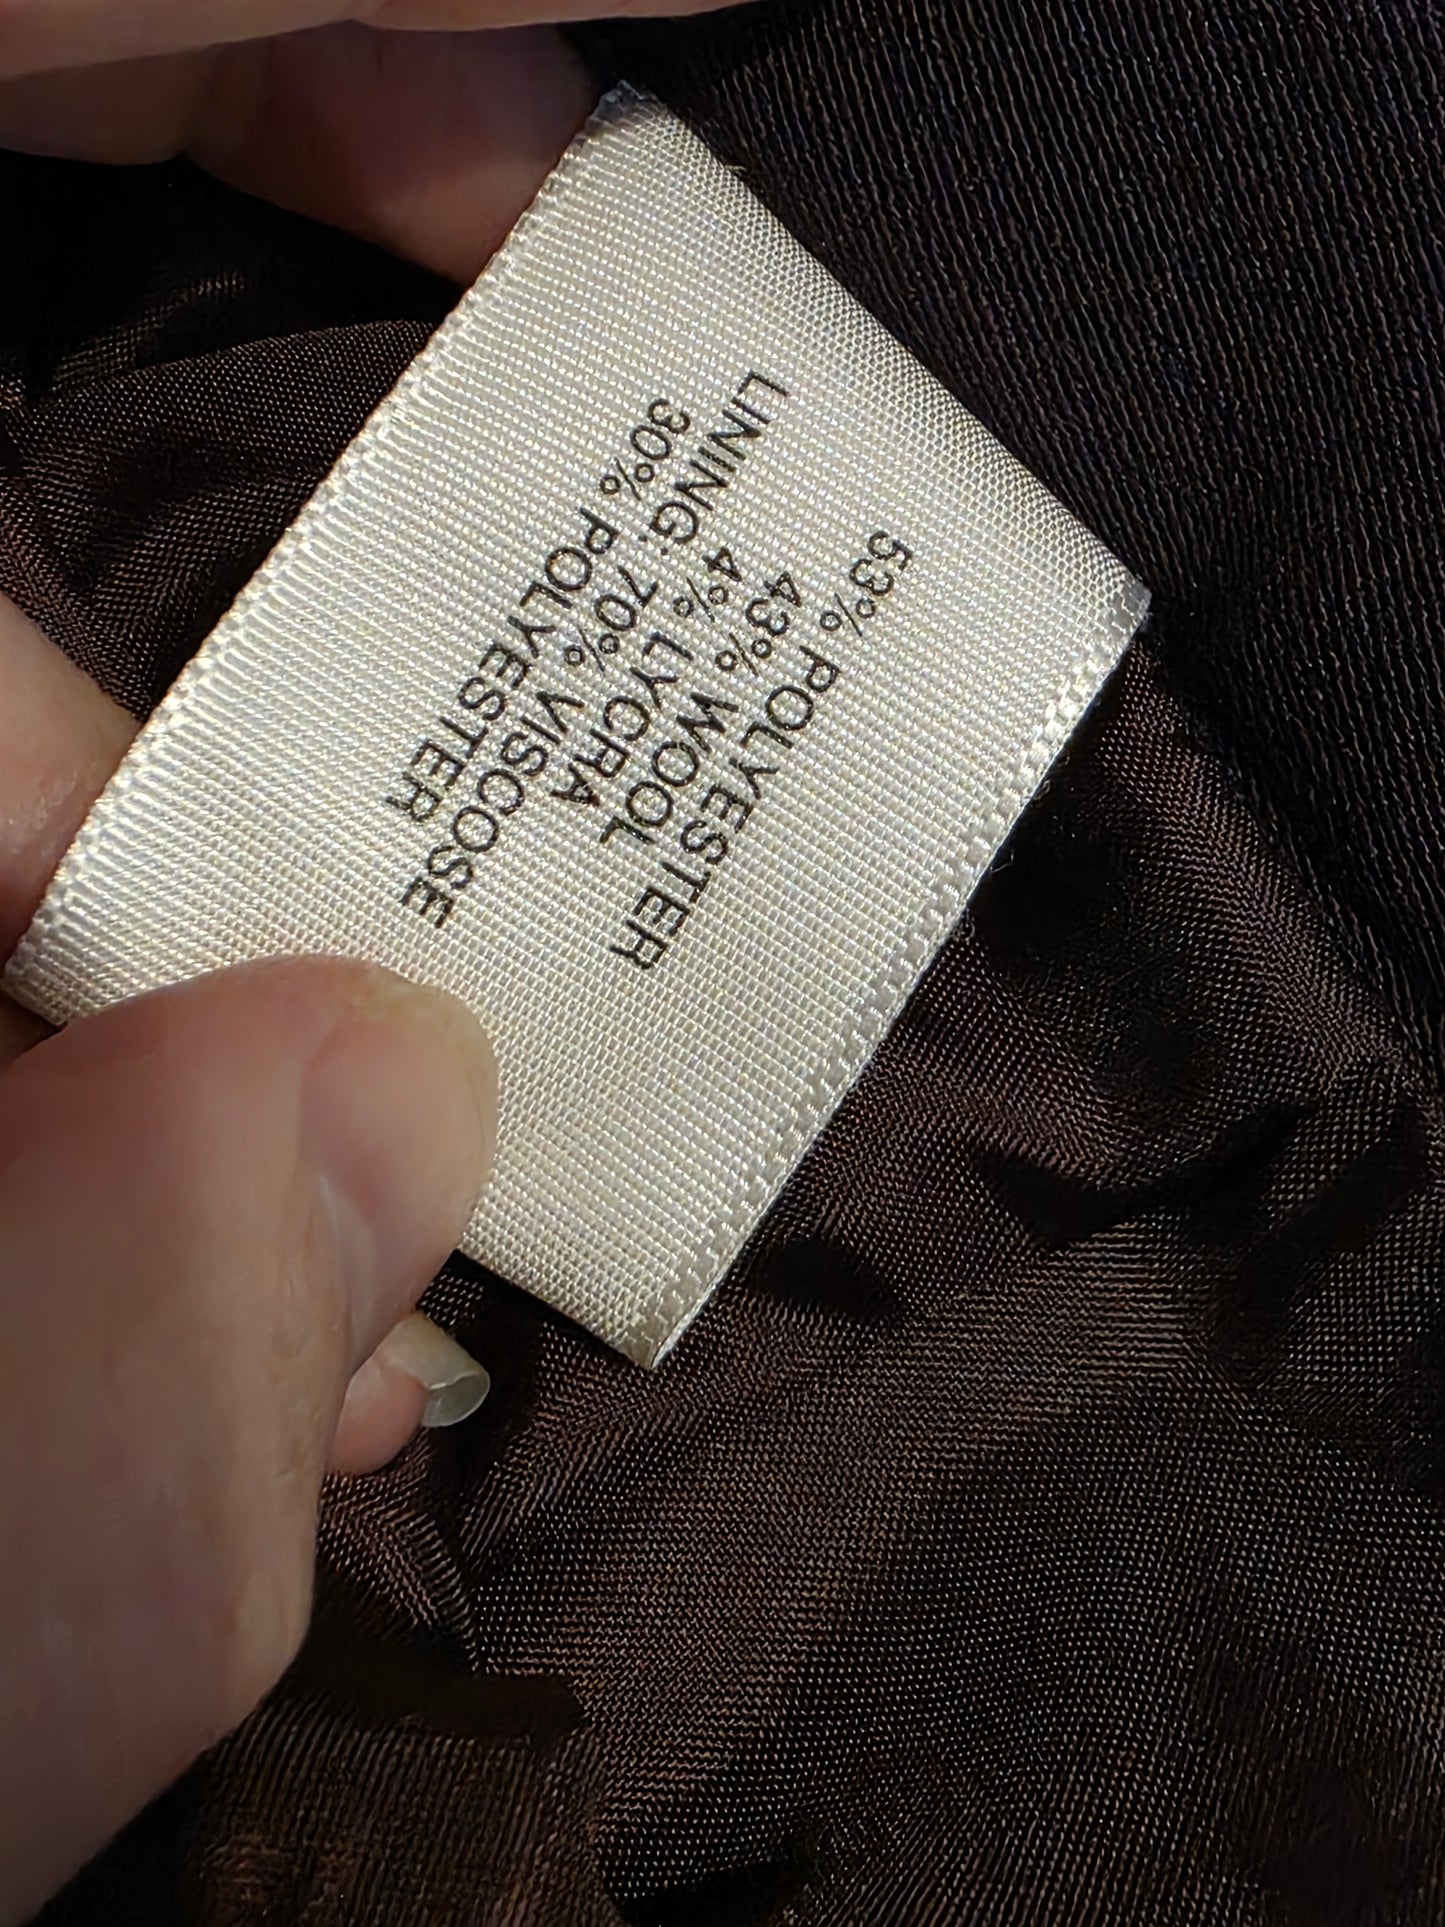 53% POLYESTER
43% WOOL
4% LYCRA
LINING: 70% VISCOSE
30% POLYESTER